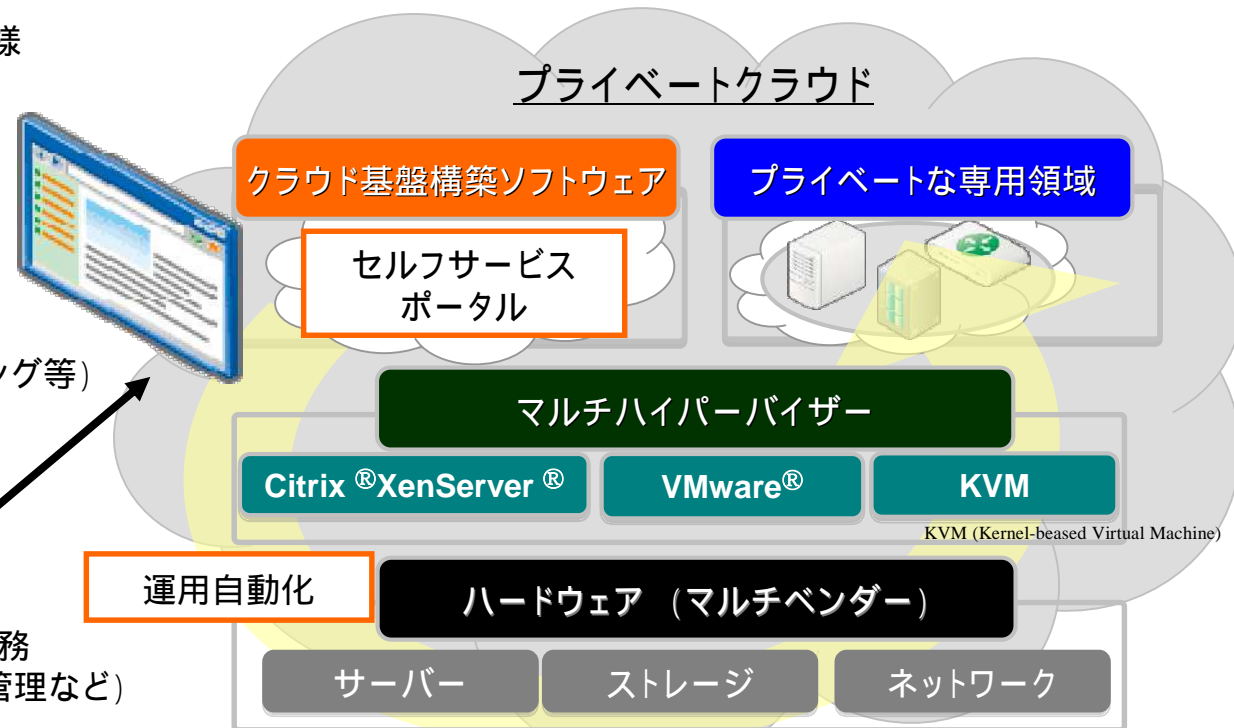 様
プライベートクラウド
クラウド基盤構築ソフトウェア
プライベートな専用領域
セルフサービス
ポータル
ング等)
マルチハイパーバイザー
Citrix ®XenServer ®
VMware®
KVM
KVM (Kernel-beased Virtual Machine)
運用自動化
ハードウェア (マルチベンダー)
務
管理など)
サーバー
ストレージ
ネットワーク